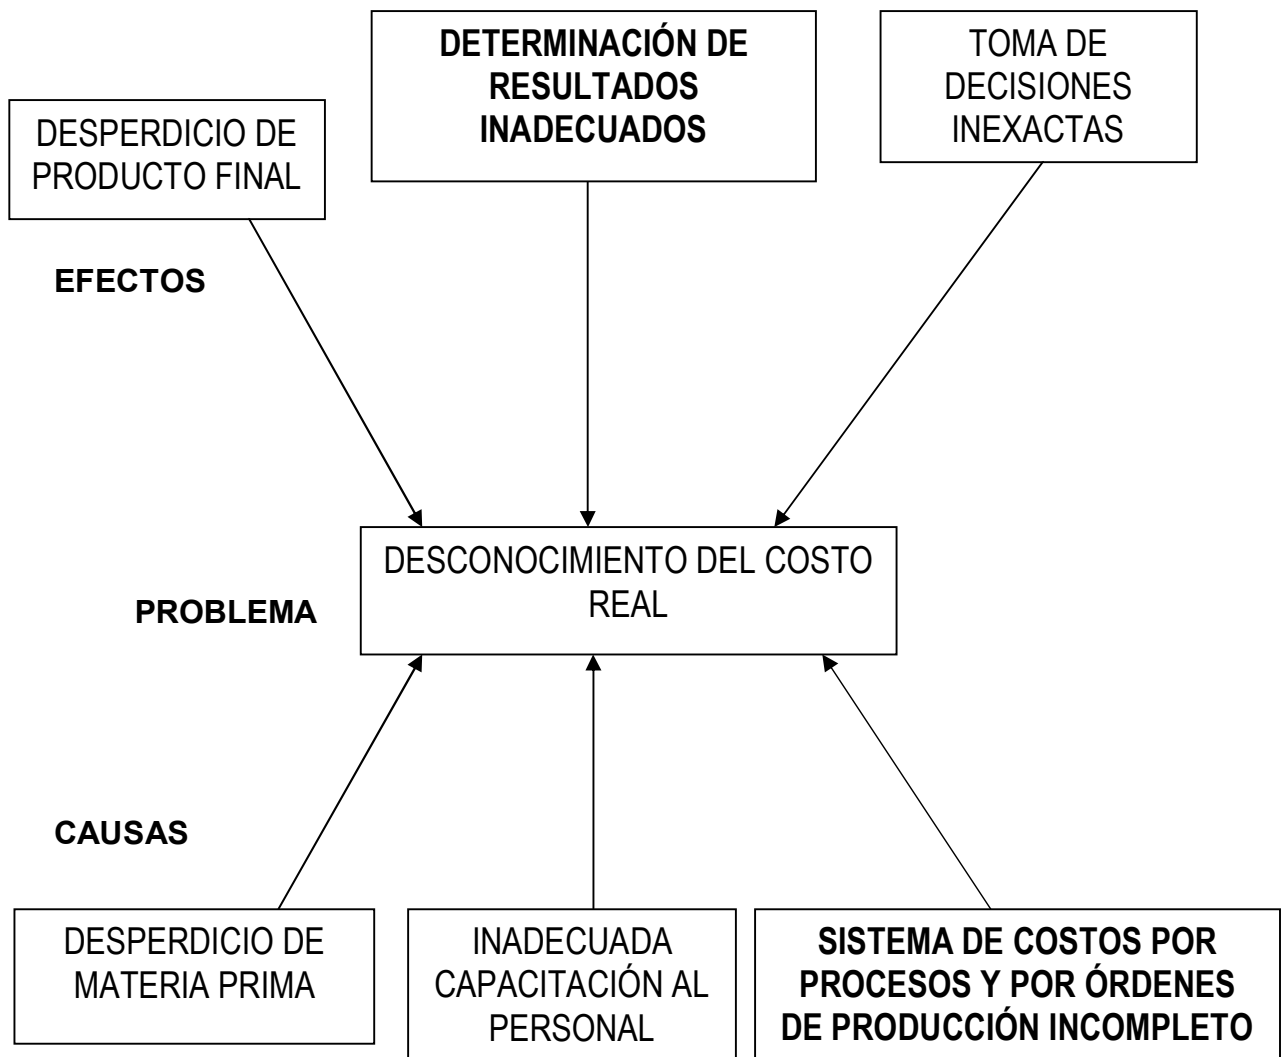 DETERMINACIÓN DE
RESULTADOS
INADECUADOS
TOMA DE
DECISIONES
INEXACTAS
DESPERDICIO DE
PRODUCTO FINAL
EFECTOS
DESCONOCIMIENTO DEL COSTO
REAL
PROBLEMA
CAUSAS
DESPERDICIO DE
MATERIA PRIMA
INADECUADA
CAPACITACIÓN AL
PERSONAL
SISTEMA DE COSTOS POR
PROCESOS Y POR ÓRDENES
DE PRODUCCIÓN INCOMPLETO